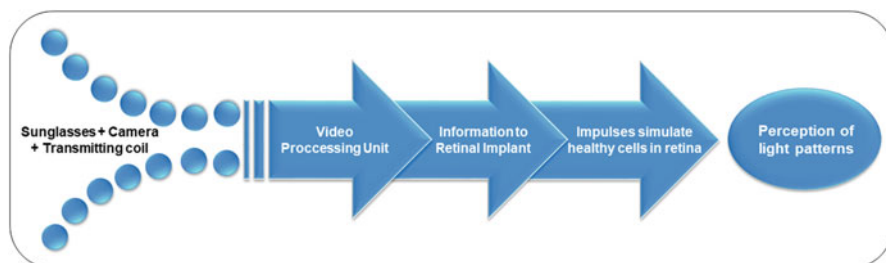 Sunglasses + Camera
+ Transmitting coil
Video
Proccessing Unit
Information to
Retinal Implant
Impulses simulate
healthy cells in retina
Perception of
light patterns